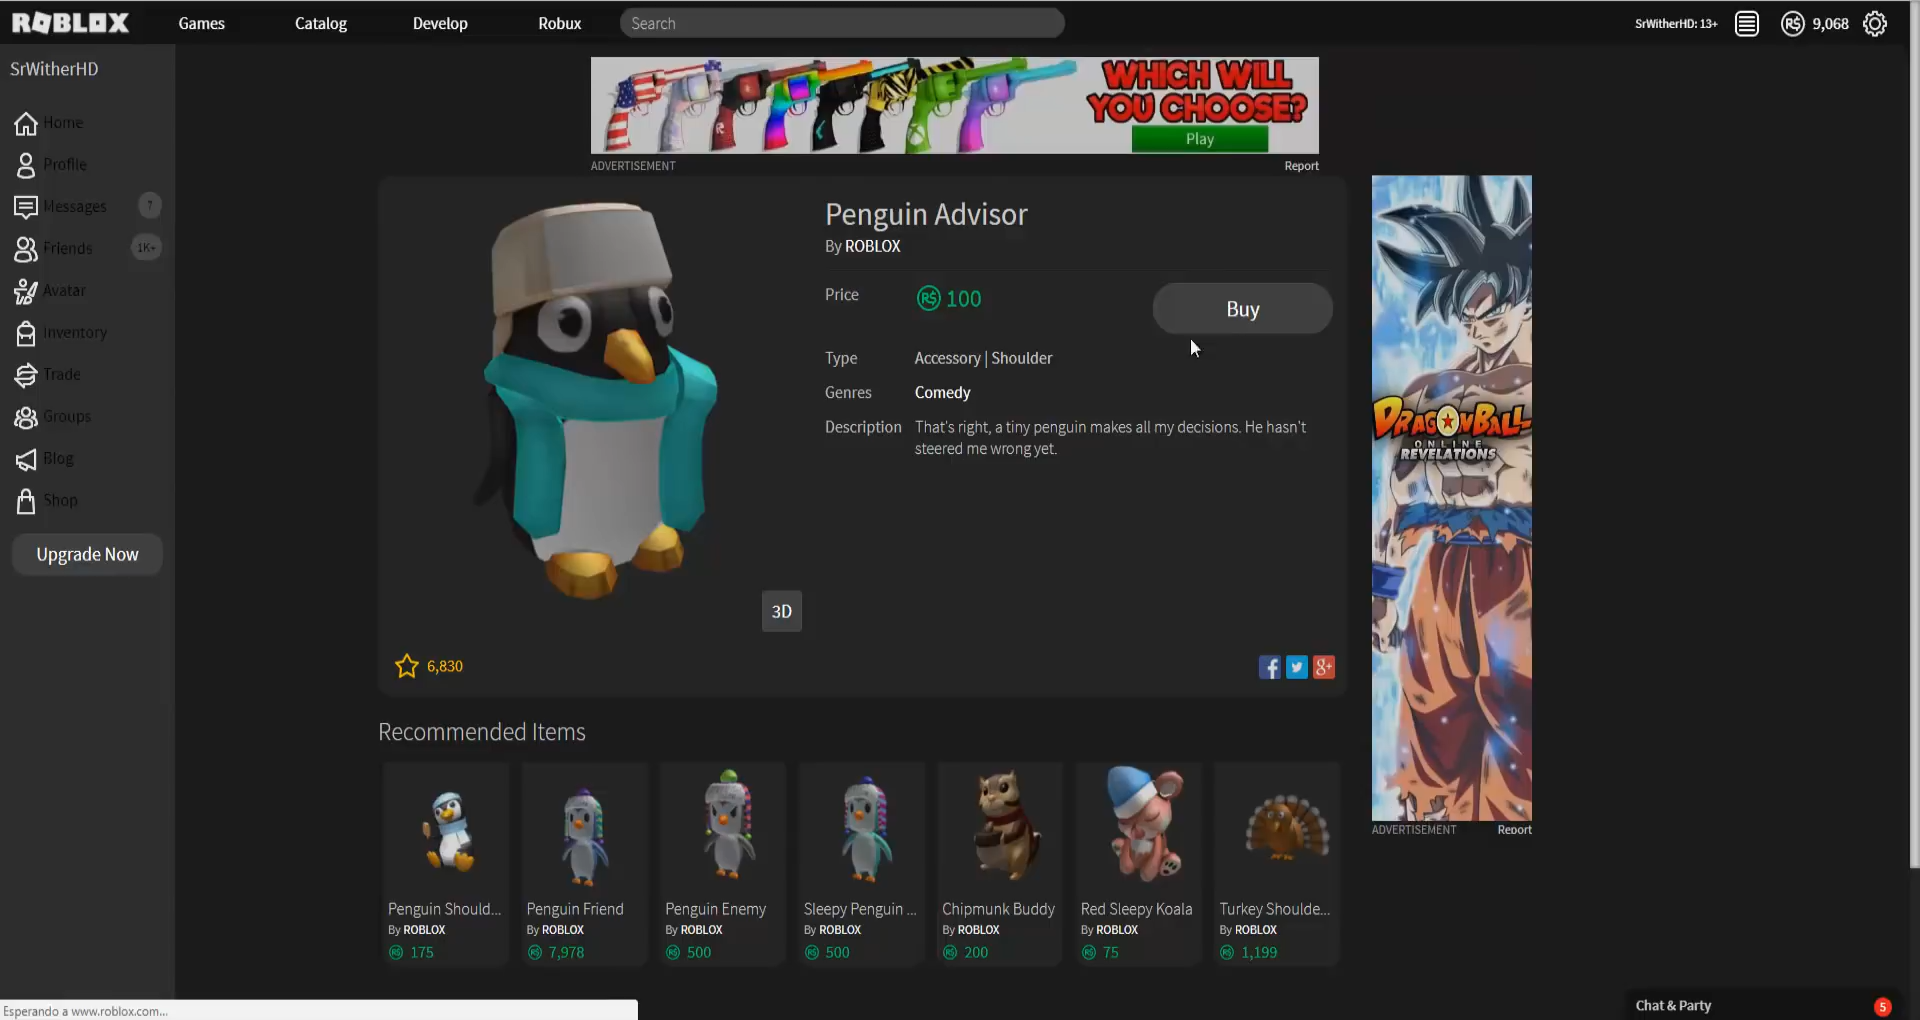 ROBLOX
Games
Catalog
Develop
Robux
Search
SrWitherHD: 13+
R$
9,068
SrWitherHD
Home
Profile
Messages
?
Friends
1K+
Avatar
Inventory
Trade
Groups
Blog
Shop
Upgrade Now
WHICH WILL
YOU CHOOSE?
Play
ADVERTISEMENT
Report
Penguin Advisor
By ROBLOX
Price
R$ 100
Buy
Type
Accessory | Shoulder
Genres
Comedy
Description
That's right, a tiny penguin makes all my decisions. He hasn't
steered me wrong yet.
3D
6,830
f
g+
DRAGON BALL
ONLINE
REVELATIONS
ADVERTISEMENT
Report
Recommended Items
Penguin Should...
By ROBLOX
R$ 175
Penguin Friend
By ROBLOX
R$ 7,978
Penguin Enemy
By ROBLOX
R$ 500
Sleepy Penguin ...
By ROBLOX
R$ 500
Chipmunk Buddy
By ROBLOX
R$ 200
Red Sleepy Koala
By ROBLOX
R$ 75
Turkey Shoulde...
By ROBLOX
R$ 1,199
Esperando a www.roblox.com...
Chat & Party
5